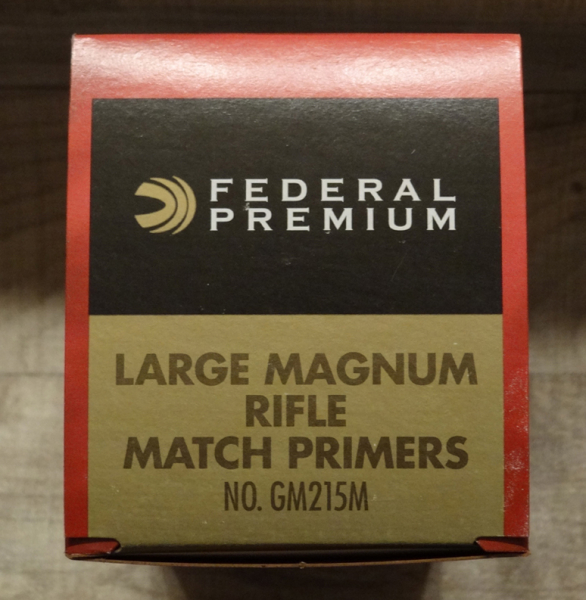 FEDERAL
PREMIUM
LARGE MAGNUM
RIFLE
MATCH PRIMERS
NO. GM215M